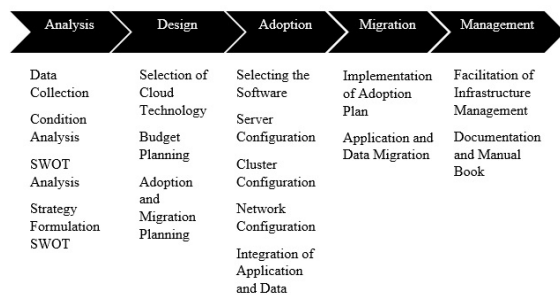 Analysis
Design
Adoption
Migration
Management
Data
Collection
Condition
Analysis
SWOT
Analysis
Strategy
Formulation
SWOT
Selection of
Cloud
Technology
Budget
Planning
Adoption
and
Migration
Planning
Selecting the
Software
Server
Configuration
Cluster
Configuration
Network
Configuration
Integration of
Application
and Data
Implementation
of Adoption
Plan
Application and
Data Migration
Facilitation of
Infrastructure
Management
Documentation
and Manual
Book